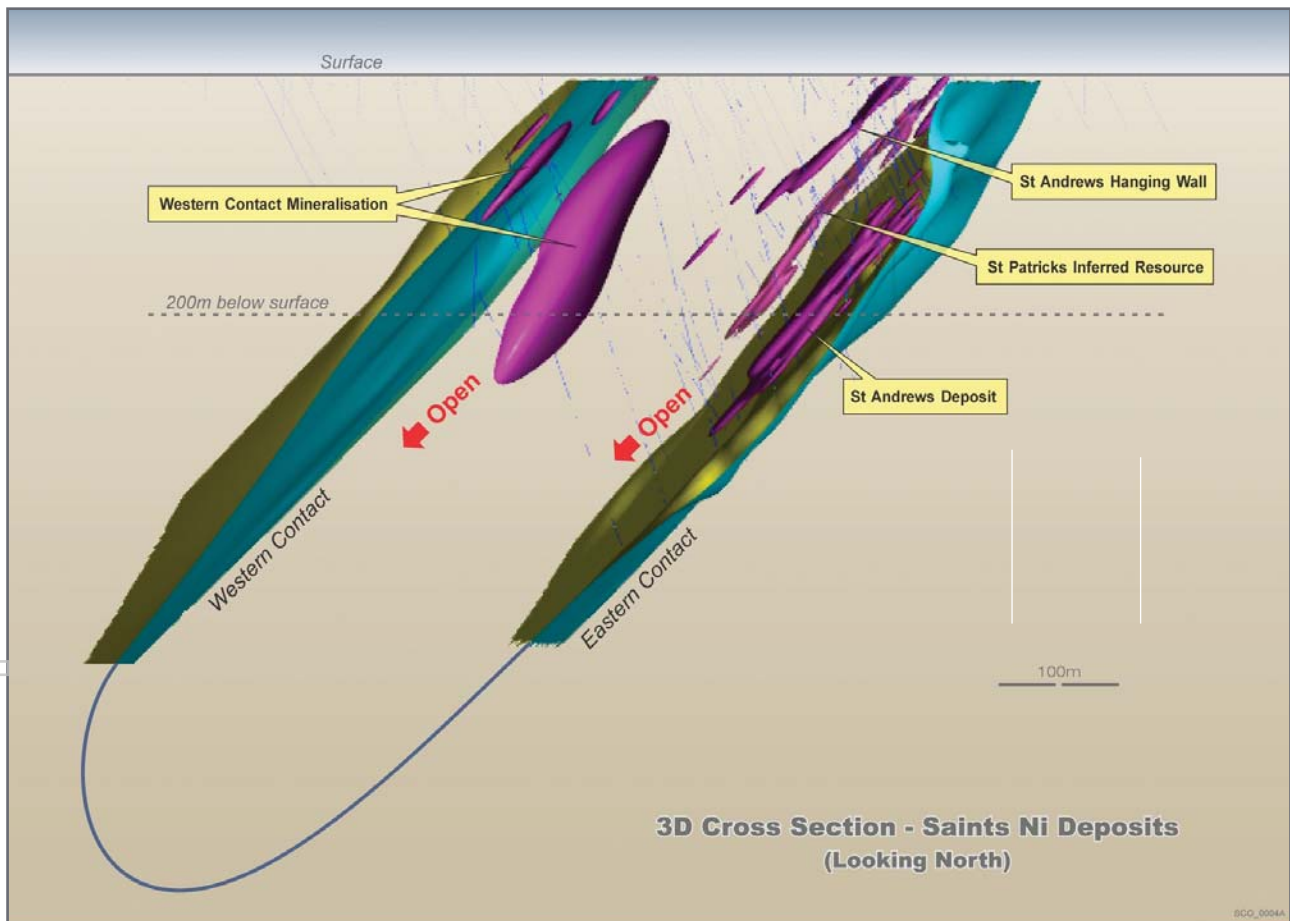 Surface
Western Contact Mineralisation
St Andrews Hanging Wall
St Patricks Inferred Resource
200m below surface
St Andrews Deposit
Open
Open
Western Contact
Eastern Contact
100m
3D Cross Section - Saints Ni Deposits
(Looking North)
SCO_0004A